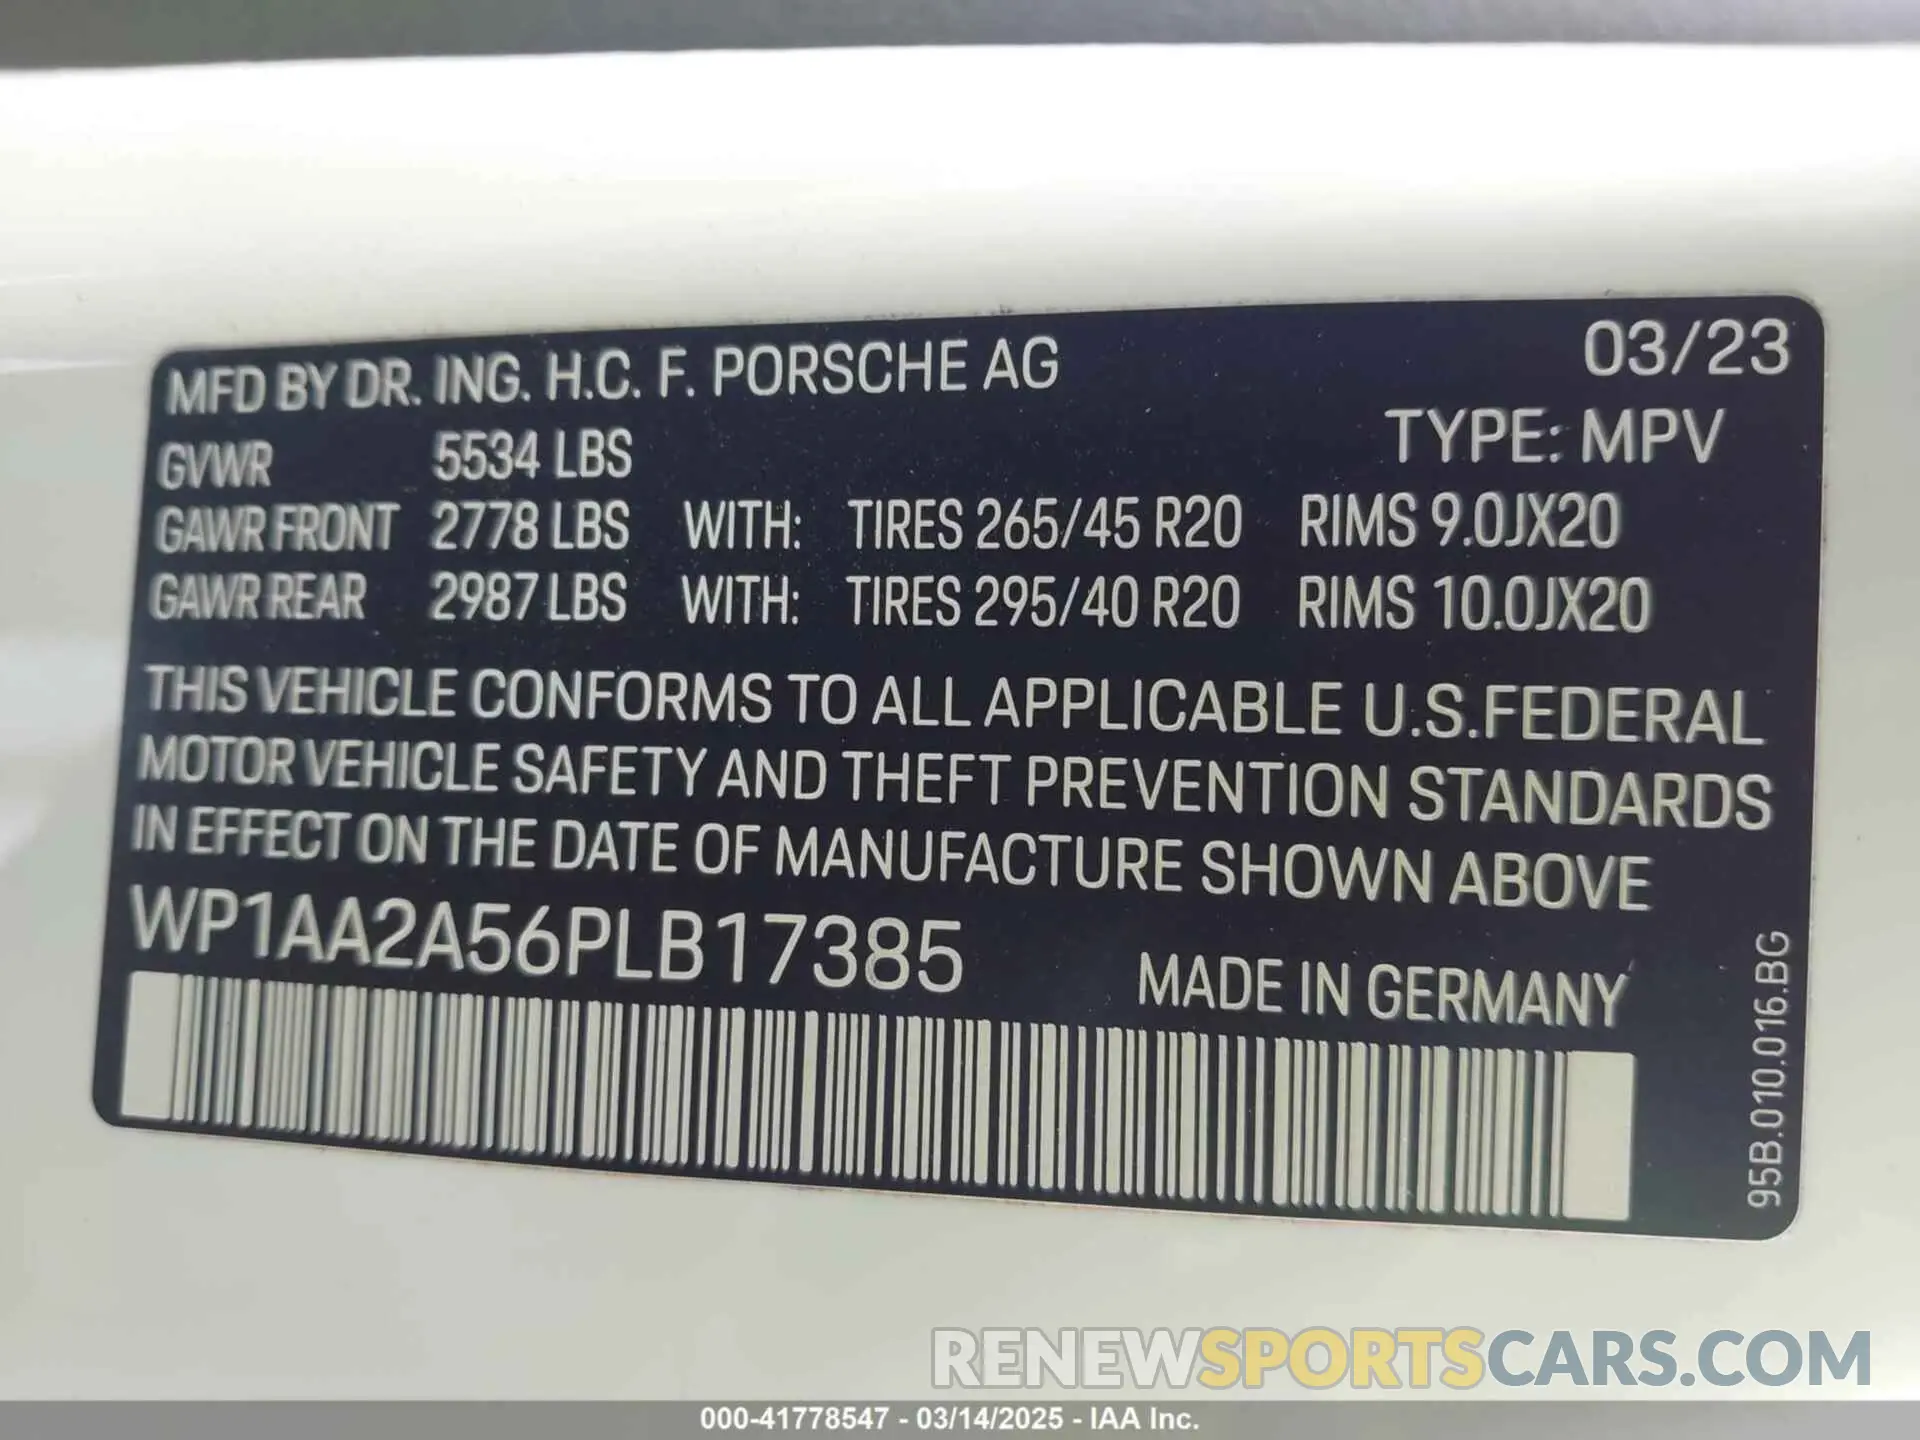 MFD BY DR. ING. H.C. F. PORSCHE AG 03/23
TYPE: MPV
GVWR 5534 LBS
GAWR FRONT 2778 LBS WITH: TIRES 265/45 R20 RIMS 9.0JX20
GAWR REAR 2987 LBS WITH: TIRES 295/40 R20 RIMS 10.0JX20
THIS VEHICLE CONFORMS TO ALL APPLICABLE U.S.FEDERAL
MOTOR VEHICLE SAFETY AND THEFT PREVENTION STANDARDS
IN EFFECT ON THE DATE OF MANUFACTURE SHOWN ABOVE
WP1AA2A56PLB17385
MADE IN GERMANY
95B.010.016.BG
RENEWSPORTSCARS.COM
000-41778547 - 03/14/2025 - IAA Inc.